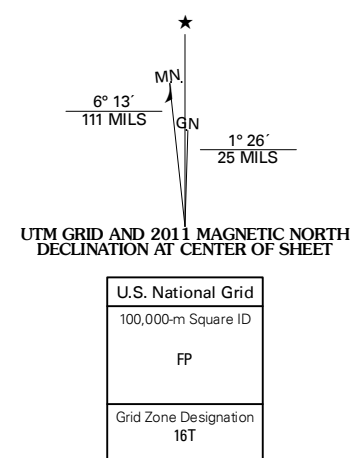 ★
MN.
6° 13´
111 MILS
GN
1° 26´
25 MILS
UTM GRID AND 2011 MAGNETIC NORTH
DECLINATION AT CENTER OF SHEET
U.S. National Grid
100,000-m Square ID
FP
Grid Zone Designation
16T